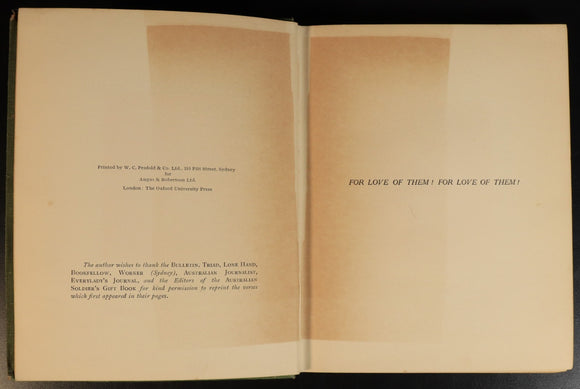 Printed by W. C. Penfold & Co. Ltd., 183 Pitt Street, Sydney
for
Angus & Robertson Ltd.
London: The Oxford University Press
The author wishes to thank the BULLETIN, TRIAD, LONE HAND,
BOOKFELLOW, WORKER (Sydney), AUSTRALIAN JOURNALIST,
EVERYLADY'S JOURNAL, and the Editors of the AUSTRALIAN
SOLDIER'S GIFT BOOK for kind permission to reprint the verses
which first appeared in their pages.
FOR LOVE OF THEM! FOR LOVE OF THEM!